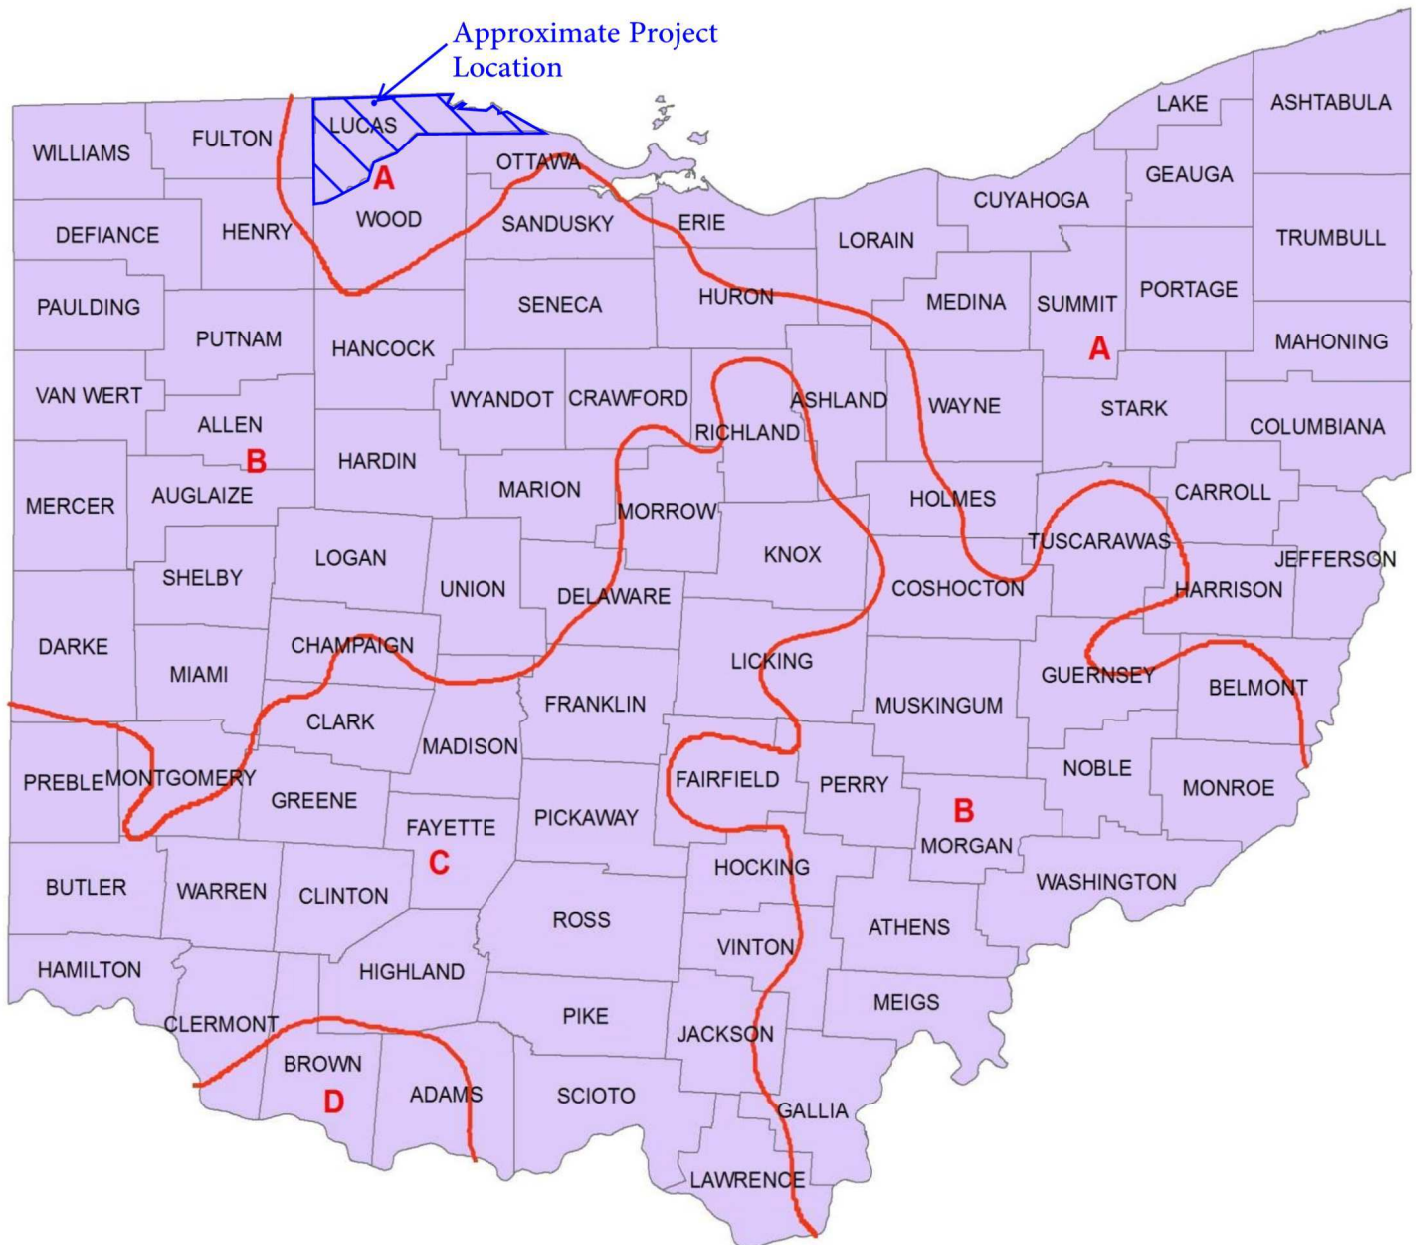 Approximate Project
Location
LAKE
ASHTABULA
LUCAS
FULTON
WILLIAMS
OTTAWA
GEAUGA
A
CUYAHOGA
WOOD
ERIE
SANDUSKY
HENRY
DEFIANCE
LORAIN
TRUMBULL
PORTAGE
HURON
MEDINA
SUMMIT
SENECA
PAULDING
PUTNAM
MAHONING
HANCOCK
A
VAN WERT
WYANDOT
CRAWFORD
ASHLAND
WAYNE
STARK
ALLEN
COLUMBIANA
RICHLAND
B
HARDIN
MARION
CARROLL
AUGLAIZE
HOLMES
MERCER
MORROW
TUSCARAWAS
KNOX
LOGAN
JEFFERSON
SHELBY
UNION
COSHOCTON
HARRISON
DELAWARE
CHAMPAIGN
DARKE
LICKING
MIAMI
GUERNSEY
BELMONT
FRANKLIN
MUSKINGUM
CLARK
MADISON
NOBLE
PREBLE
MONTGOMERY
FAIRFIELD
PERRY
MONROE
GREENE
B
PICKAWAY
FAYETTE
MORGAN
C
HOCKING
WASHINGTON
BUTLER
WARREN
CLINTON
ROSS
ATHENS
VINTON
HAMILTON
HIGHLAND
MEIGS
PIKE
CLERMONT
JACKSON
BROWN
ADAMS
SCIOTO
D
GALLIA
LAWRENCE